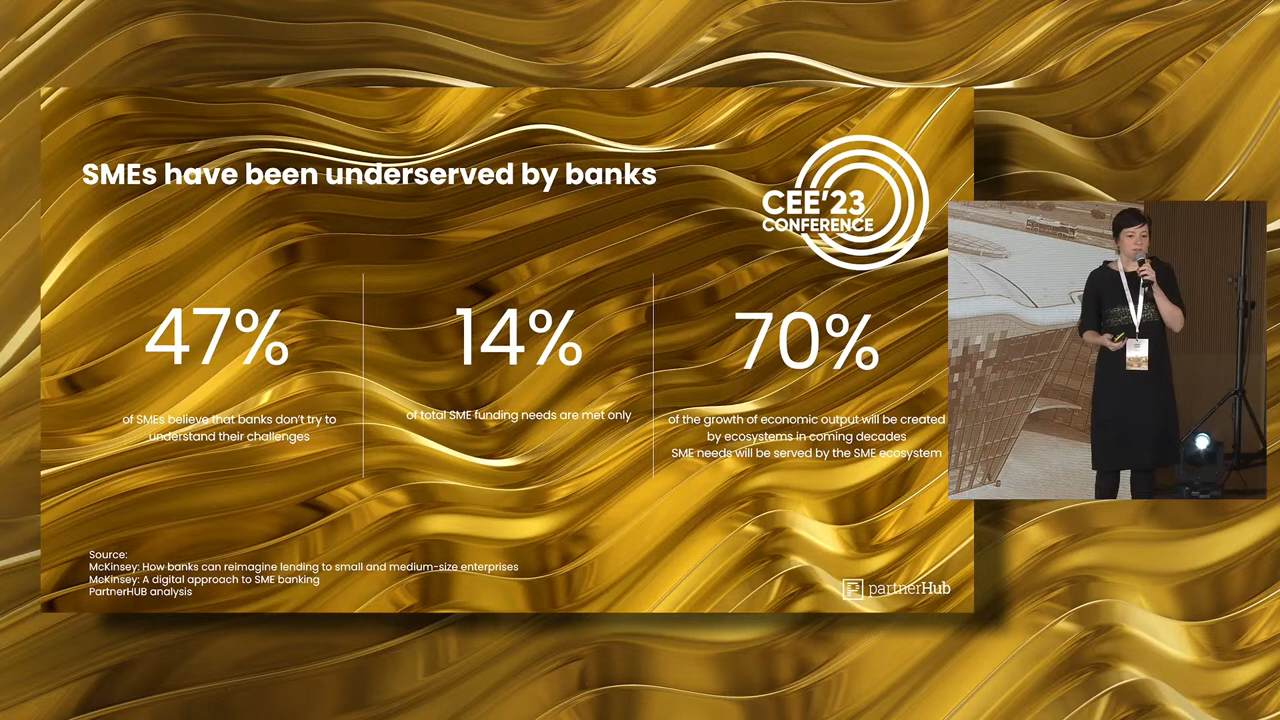 SMEs have been underserved by banks
CEE'23
CONFERENCE
47%
of SMEs believe that banks don't try to
understand their challenges
14%
of total SME funding needs are met only
70%
of the growth of economic output will be created
by ecosystems in coming decades
SME needs will be served by the SME ecosystem
Source:
McKinsey: How banks can reimagine lending to small and medium-size enterprises
McKinsey: A digital approach to SME banking
PartnerHUB analysis
partnerHub